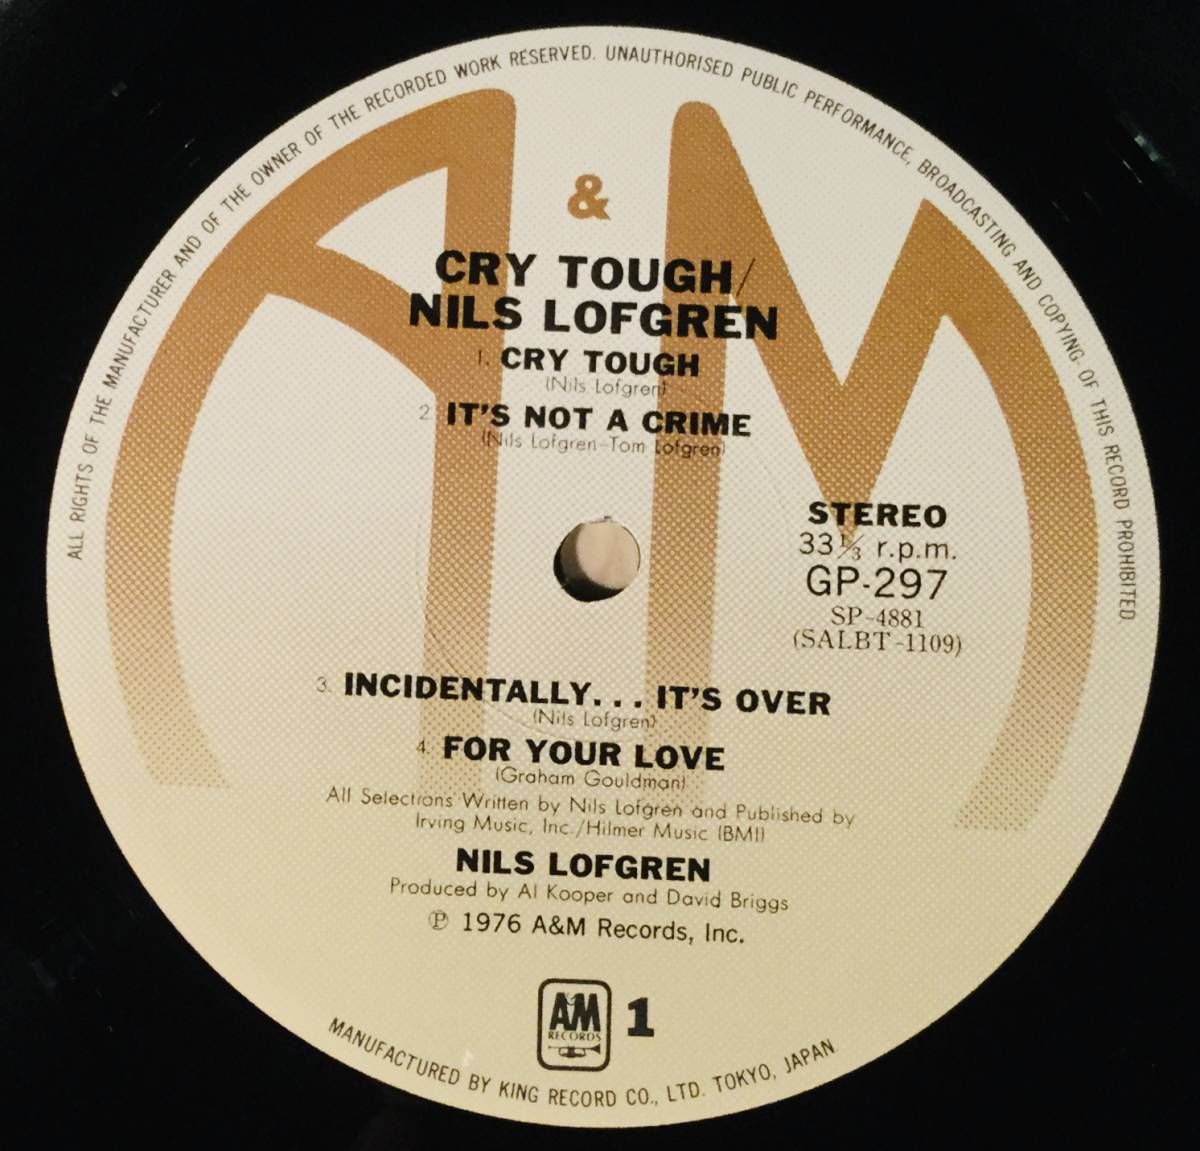 ALL RIGHTS OF THE MANUFACTURER AND OF THE OWNER OF THE RECORDED WORK RESERVED. UNAUTHORISED PUBLIC PERFORMANCE, BROADCASTING AND COPYING OF THIS RECORD PROHIBITED.
A & M
CRY TOUGH/
NILS LOFGREN
1. CRY TOUGH
(Nils Lofgren)
2. IT'S NOT A CRIME
(Nils Lofgren-Tom Lofgren)
STEREO
33⅓ r.p.m.
GP-297
SP-4881
(SALBT-1109)
3. INCIDENTALLY... IT'S OVER
(Nils Lofgren)
4. FOR YOUR LOVE
(Graham Gouldman)
All Selections Written by Nils Lofgren and Published by
Irving Music, Inc./Hilmer Music (BMI)
NILS LOFGREN
Produced by Al Kooper and David Briggs
℗ 1976 A&M Records, Inc.
A&M
RECORDS
1
MANUFACTURED BY KING RECORD CO., LTD. TOKYO, JAPAN.